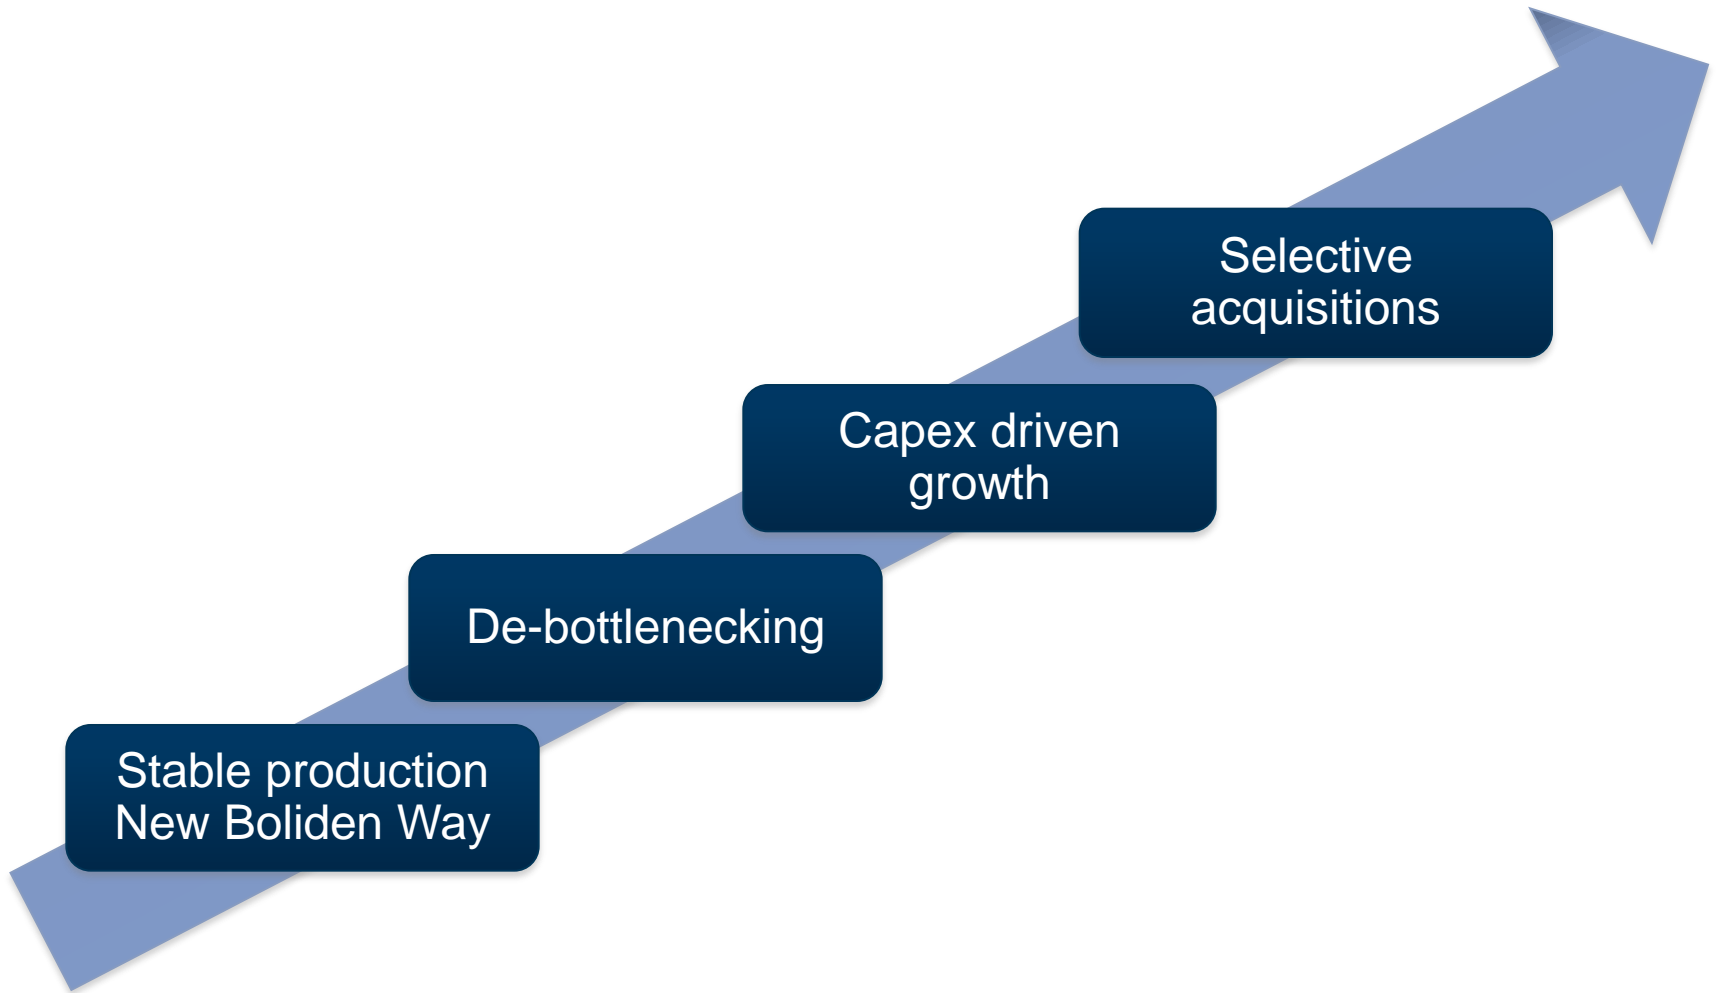 Selective
acquisitions
Capex driven
growth
De-bottlenecking
Stable production
New Boliden Way